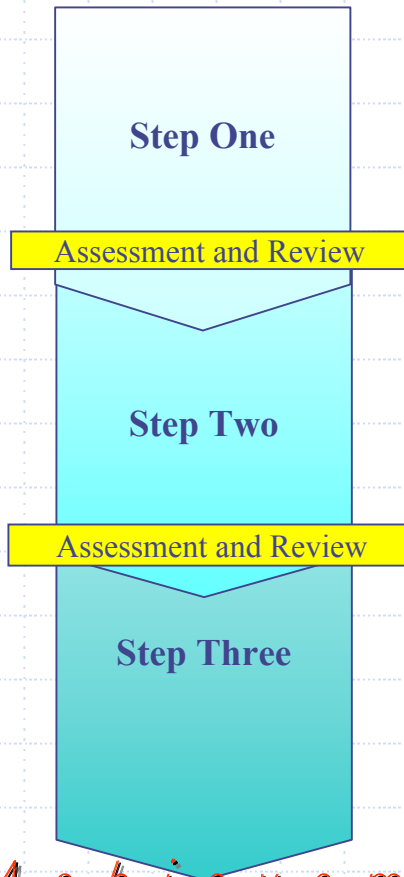 Step One
Assessment and Review
Step Two
Assessment and Review
Step Three